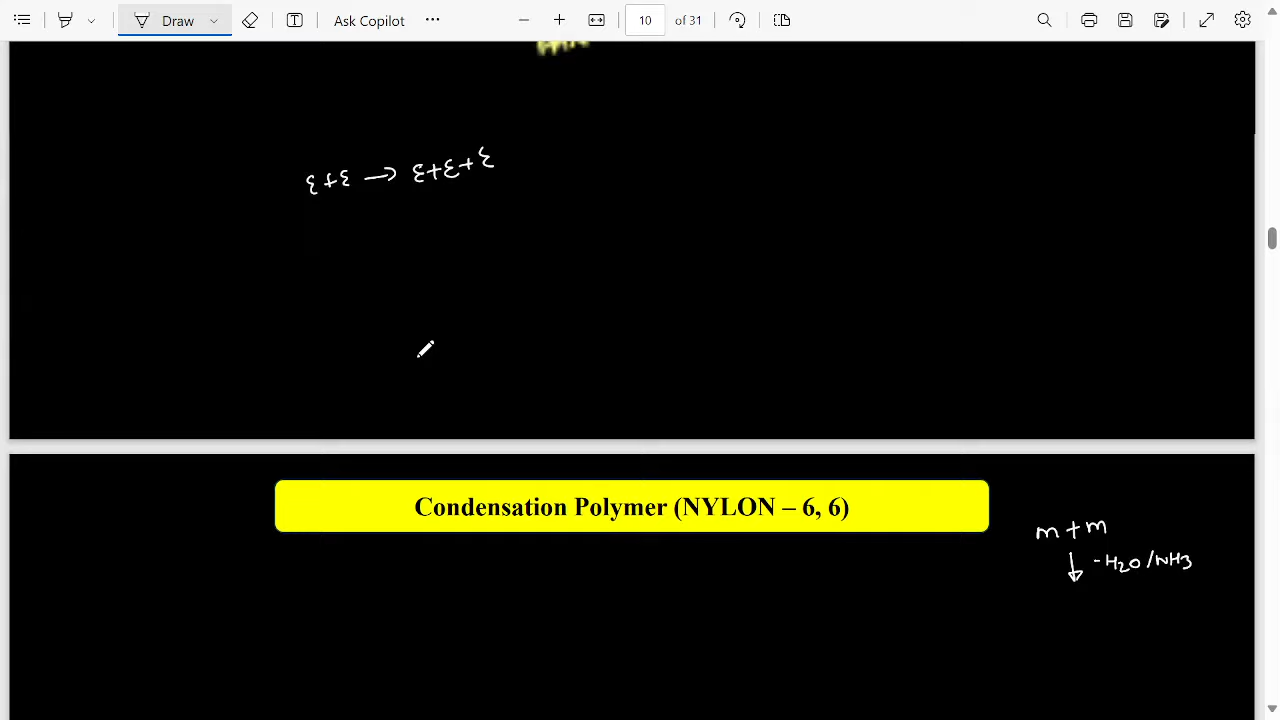 Draw
Ask Copilot
10 of 31
ξ+ξ → ξ+ξ+ξ
Condensation Polymer (NYLON – 6, 6)
m + m
↓ -H2O/NH3